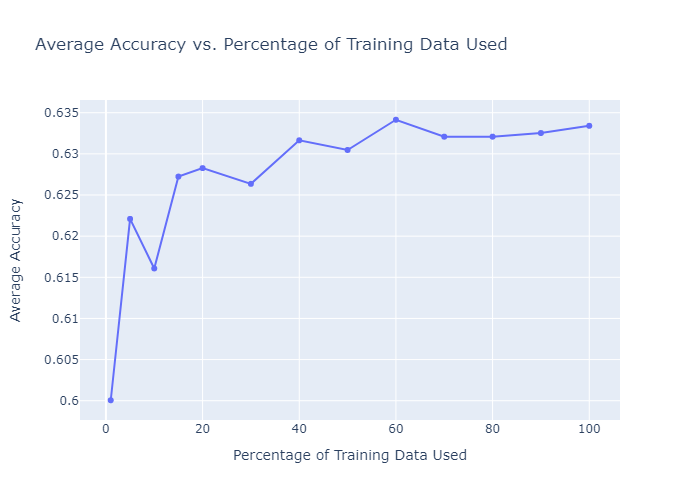 Average Accuracy vs. Percentage of Training Data Used
0.635
0.63
0.625
0.62
0.615
0.61
0.605
0.6
Average Accuracy
0 20 40 60 80 100
Percentage of Training Data Used